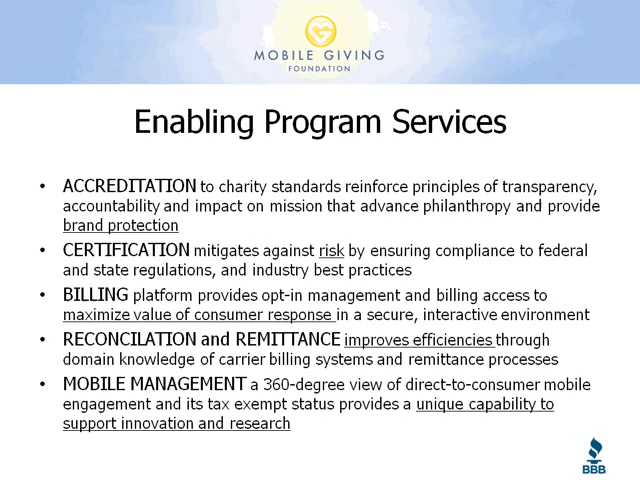 MOBILE GIVING
FOUNDATION
Enabling Program Services
• ACCREDITATION to charity standards reinforce principles of transparency,
accountability and impact on mission that advance philanthropy and provide
brand protection
• CERTIFICATION mitigates against risk by ensuring compliance to federal
and state regulations, and industry best practices
• BILLING platform provides opt-in management and billing access to
maximize value of consumer response in a secure, interactive environment
• RECONCILATION and REMITTANCE improves efficiencies through
domain knowledge of carrier billing systems and remittance processes
• MOBILE MANAGEMENT a 360-degree view of direct-to-consumer mobile
engagement and its tax exempt status provides a unique capability to
support innovation and research
BBB